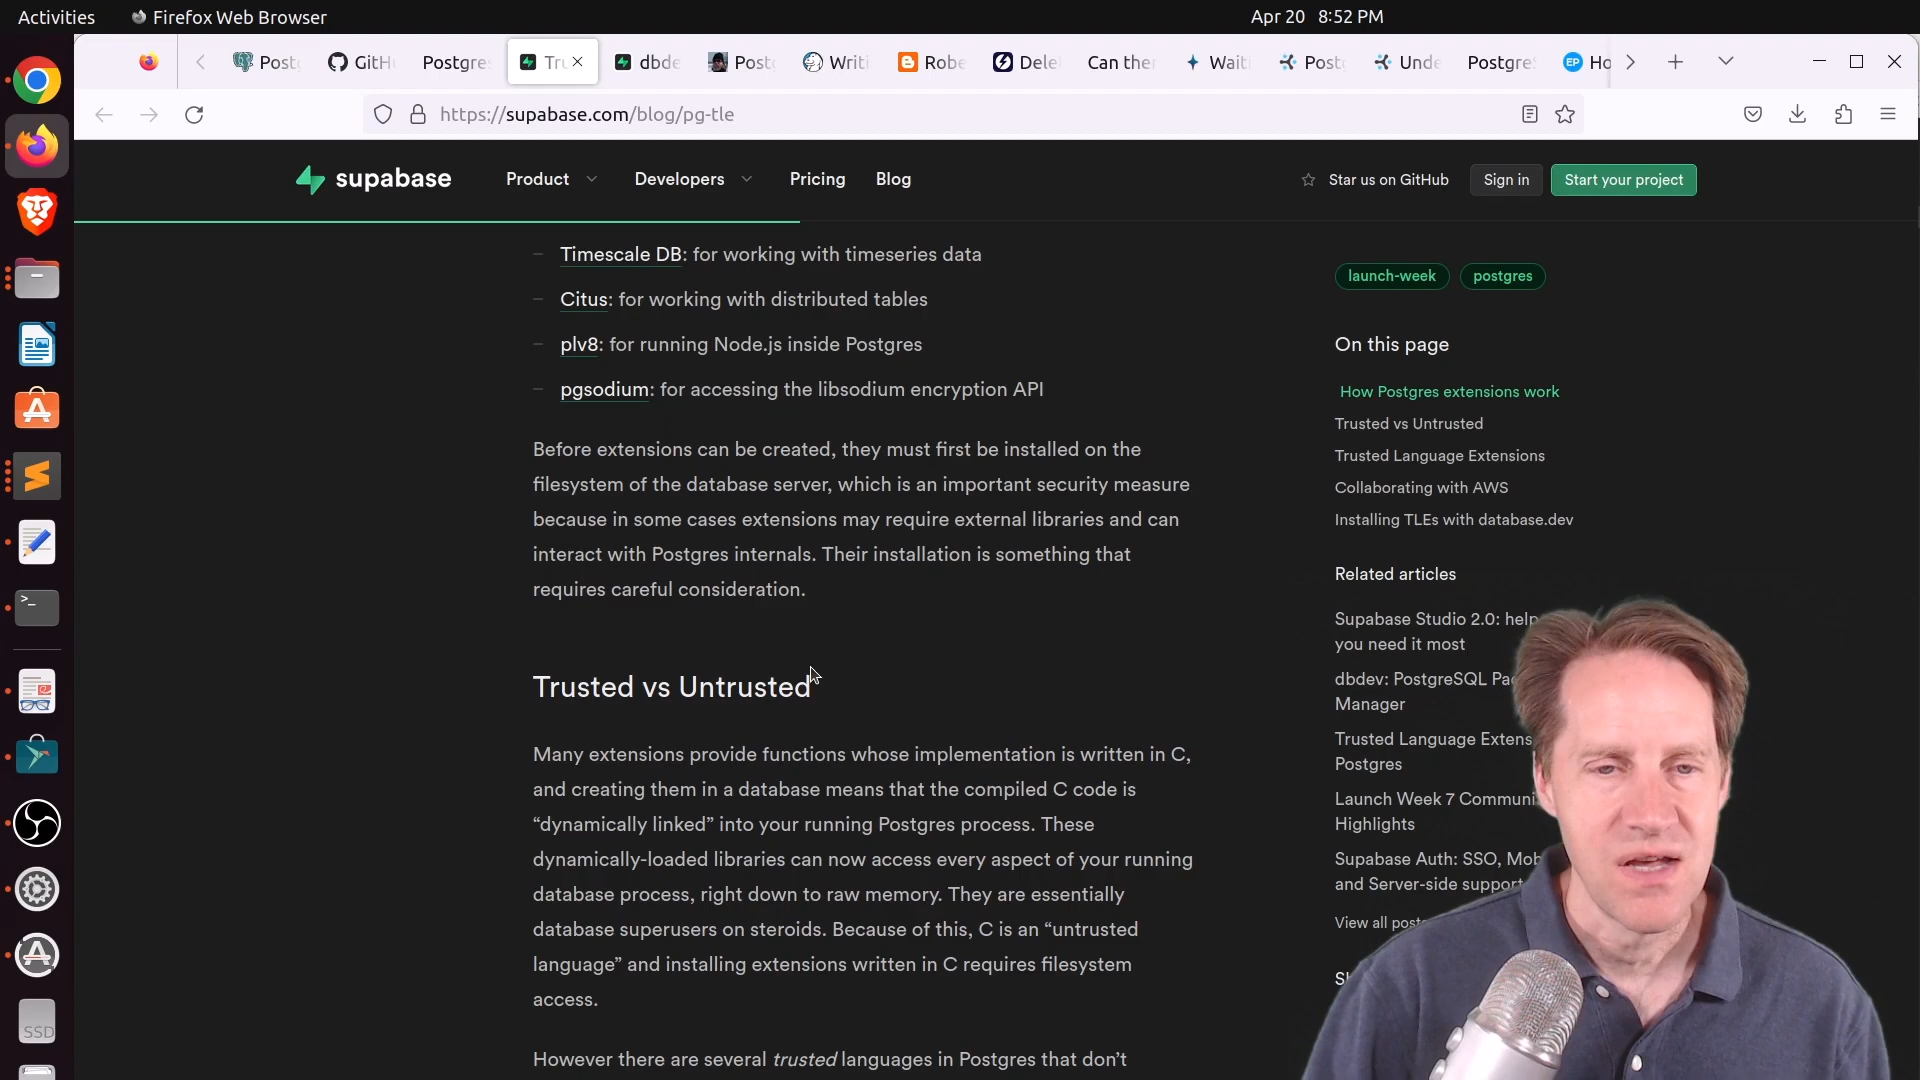 Activities
Firefox Web Browser
Apr 20 8:52 PM
Post
GitH
Postgre
Tr
dbde
Post
Writi
Robe
Dele
Can the
Wait
Post
Unde
Postgre
Ho
https://supabase.com/blog/pg-tle
supabase
Product
Developers
Pricing
Blog
Star us on GitHub
Sign in
Start your project
– Timescale DB: for working with timeseries data
– Citus: for working with distributed tables
– plv8: for running Node.js inside Postgres
– pgsodium: for accessing the libsodium encryption API
Before extensions can be created, they must first be installed on the
filesystem of the database server, which is an important security measure
because in some cases extensions may require external libraries and can
interact with Postgres internals. Their installation is something that
requires careful consideration.
Trusted vs Untrusted
Many extensions provide functions whose implementation is written in C,
and creating them in a database means that the compiled C code is
“dynamically linked” into your running Postgres process. These
dynamically-loaded libraries can now access every aspect of your running
database process, right down to raw memory. They are essentially
database superusers on steroids. Because of this, C is an “untrusted
language” and installing extensions written in C requires filesystem
access.
However there are several trusted languages in Postgres that don’t
launch-week
postgres
On this page
How Postgres extensions work
Trusted vs Untrusted
Trusted Language Extensions
Collaborating with AWS
Installing TLEs with database.dev
Related articles
Supabase Studio 2.0: help
you need it most
dbdev: PostgreSQL Pa
Manager
Trusted Language Extens
Postgres
Launch Week 7 Communi
Highlights
Supabase Auth: SSO, Mob
and Server-side support
View all posts
SSD